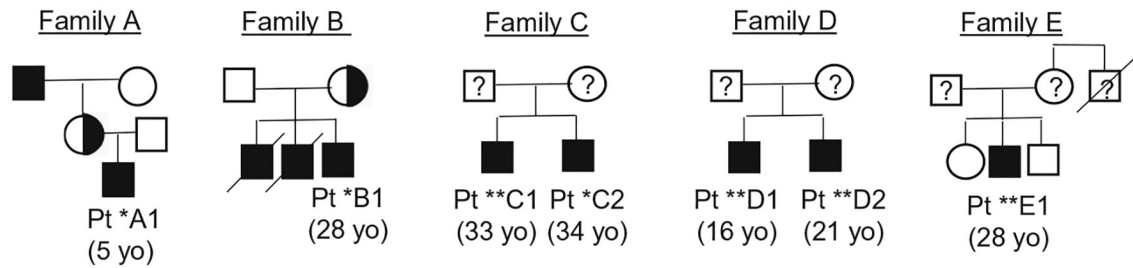 Family A Family B Family C Family D Family E
? ? ? ? ? ? ?
Pt *A1 Pt *B1 Pt **C1 Pt *C2 Pt **D1 Pt **D2 Pt **E1
(5 yo) (28 yo) (33 yo) (34 yo) (16 yo) (21 yo) (28 yo)